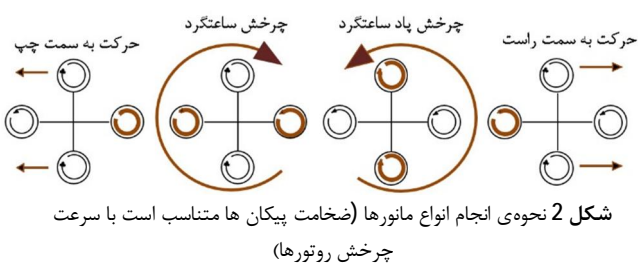 حرکت به سمت راست
چرخش پاد ساعتگرد
چرخش ساعتگرد
حرکت به سمت چپ
شکل 2 نحوه‌ی انجام انواع مانورها (ضخامت پیکان ها متناسب است با سرعت
چرخش روتورها)